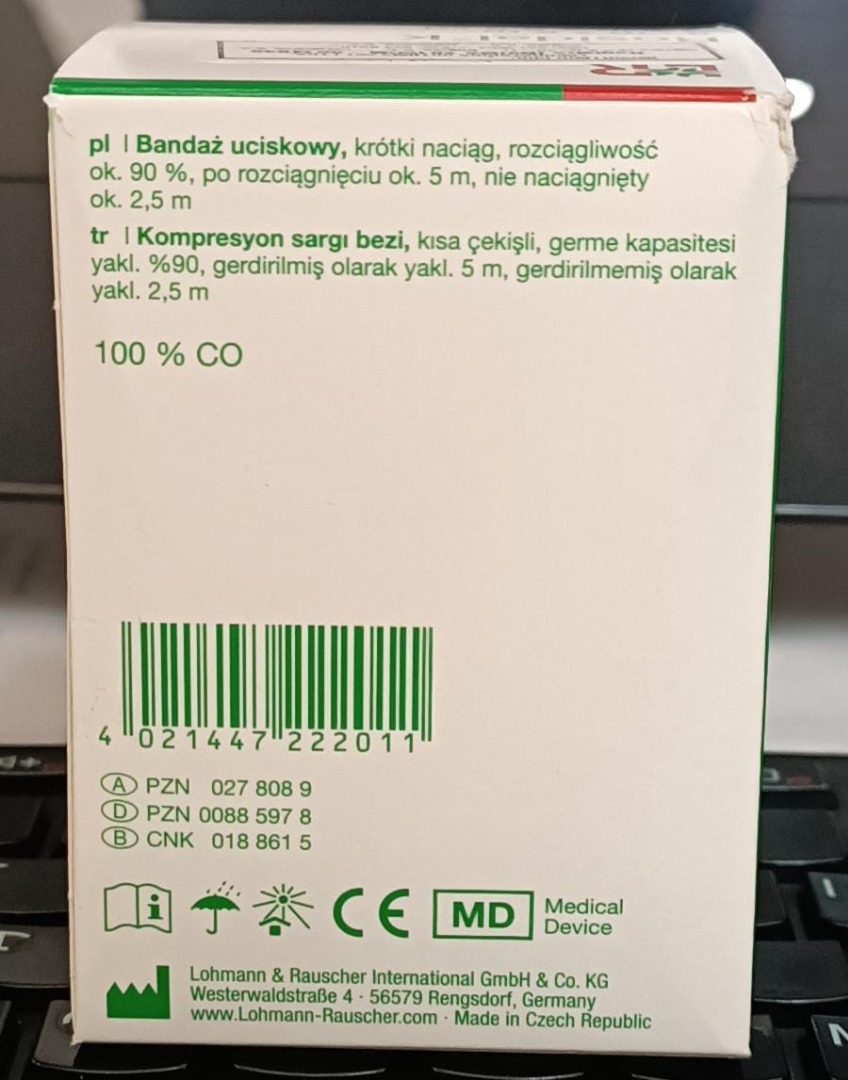 pl | Bandaż uciskowy, krótki naciąg, rozciągliwość
ok. 90 %, po rozciągnięciu ok. 5 m, nie naciągnięty
ok. 2,5 m
tr | Kompresyon sargı bezi, kısa çekişli, germe kapasitesi
yakl. %90, gerdirilmiş olarak yakl. 5 m, gerdirilmemiş olarak
yakl. 2,5 m
100 % CO
4 021447 222011
A PZN 027 808 9
D PZN 0088 597 8
B CNK 018 861 5
i
CE MD Medical
Device
Lohmann & Rauscher International GmbH & Co. KG
Westerwaldstraße 4 · 56579 Rengsdorf, Germany
www.Lohmann-Rauscher.com · Made in Czech Republic